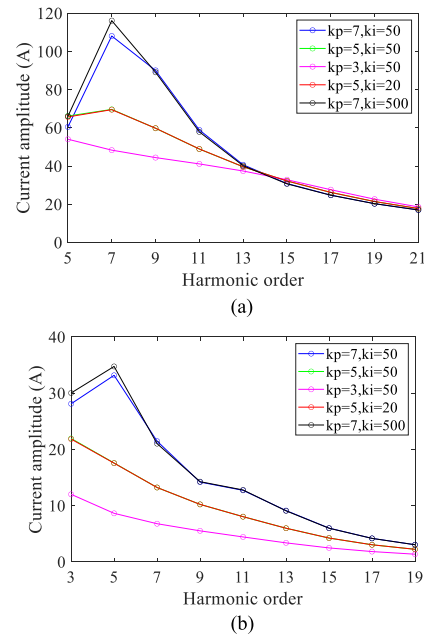 120
100
80
60
40
20
0
Current amplitude (A)
kp=7,ki=50
kp=5,ki=50
kp=3,ki=50
kp=5,ki=20
kp=7,ki=500
5 7 9 11 13 15 17 19 21
Harmonic order
(a)
40
30
20
10
0
Current amplitude (A)
kp=7,ki=50
kp=5,ki=50
kp=3,ki=50
kp=5,ki=20
kp=7,ki=500
3 5 7 9 11 13 15 17 19
Harmonic order
(b)